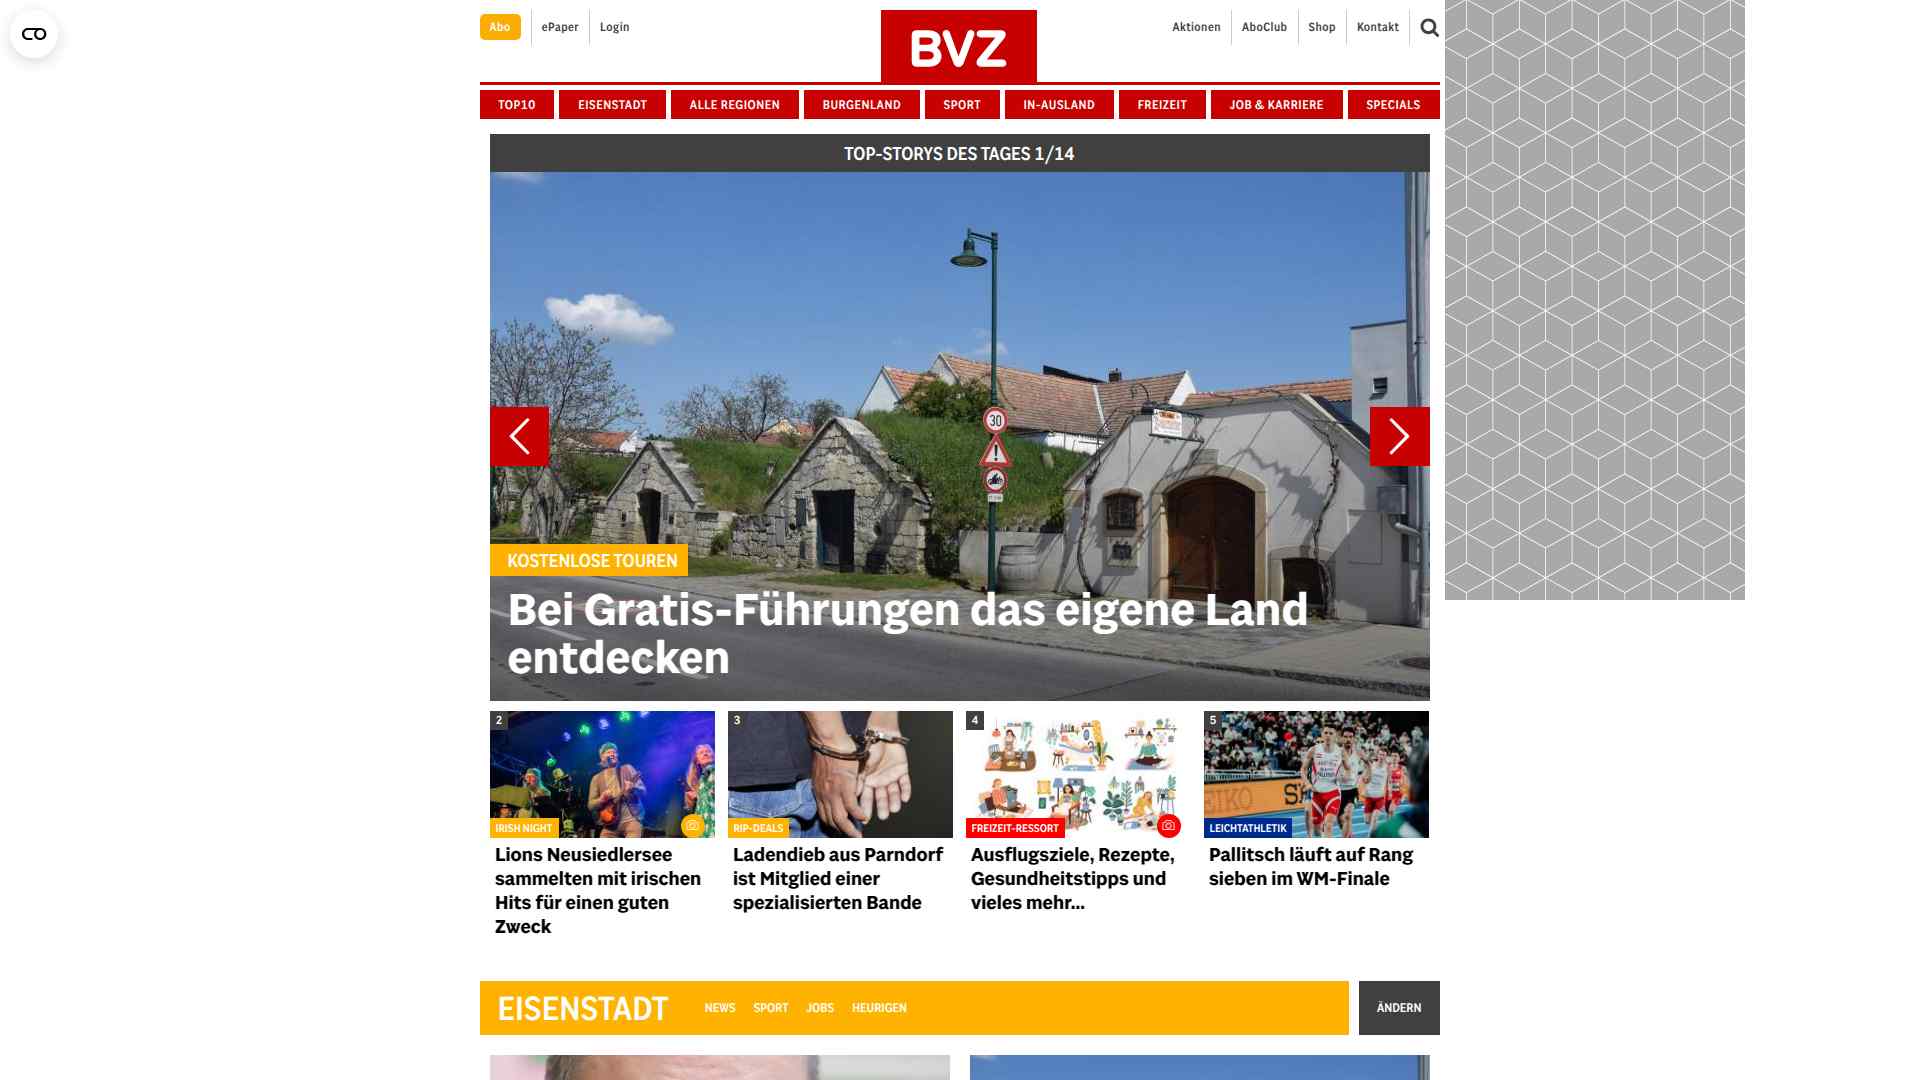 Abo
ePaper
Login
BVZ
Aktionen
AboClub
Shop
Kontakt
TOP10
EISENSTADT
ALLE REGIONEN
BURGENLAND
SPORT
IN-AUSLAND
FREIZEIT
JOB & KARRIERE
SPECIALS
TOP-STORYS DES TAGES 1/14
30
KOSTENLOSE TOUREN
Bei Gratis-Führungen das eigene Land
entdecken
2
IRISH NIGHT
Lions Neusiedlersee
sammelten mit irischen
Hits für einen guten
Zweck
3
RIP-DEALS
Ladendieb aus Parndorf
ist Mitglied einer
spezialisierten Bande
4
FREIZEIT-RESSORT
Ausflugsziele, Rezepte,
Gesundheitstipps und
vieles mehr...
5
SEIKO
LEICHTATHLETIK
Pallitsch läuft auf Rang
sieben im WM-Finale
EISENSTADT
NEWS
SPORT
JOBS
HEURIGEN
ÄNDERN